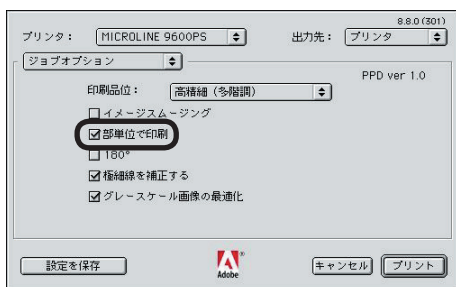 8.8.0 (301)
プリンタ： MICROLINE 9600PS 出力先： プリンタ
ジョブオプション
PPD ver 1.0
印刷品位： 高精細（多階調）
イメージスムージング
部単位で印刷
180°
極細線を補正する
グレースケール画像の最適化
設定を保存 Adobe キャンセル プリント